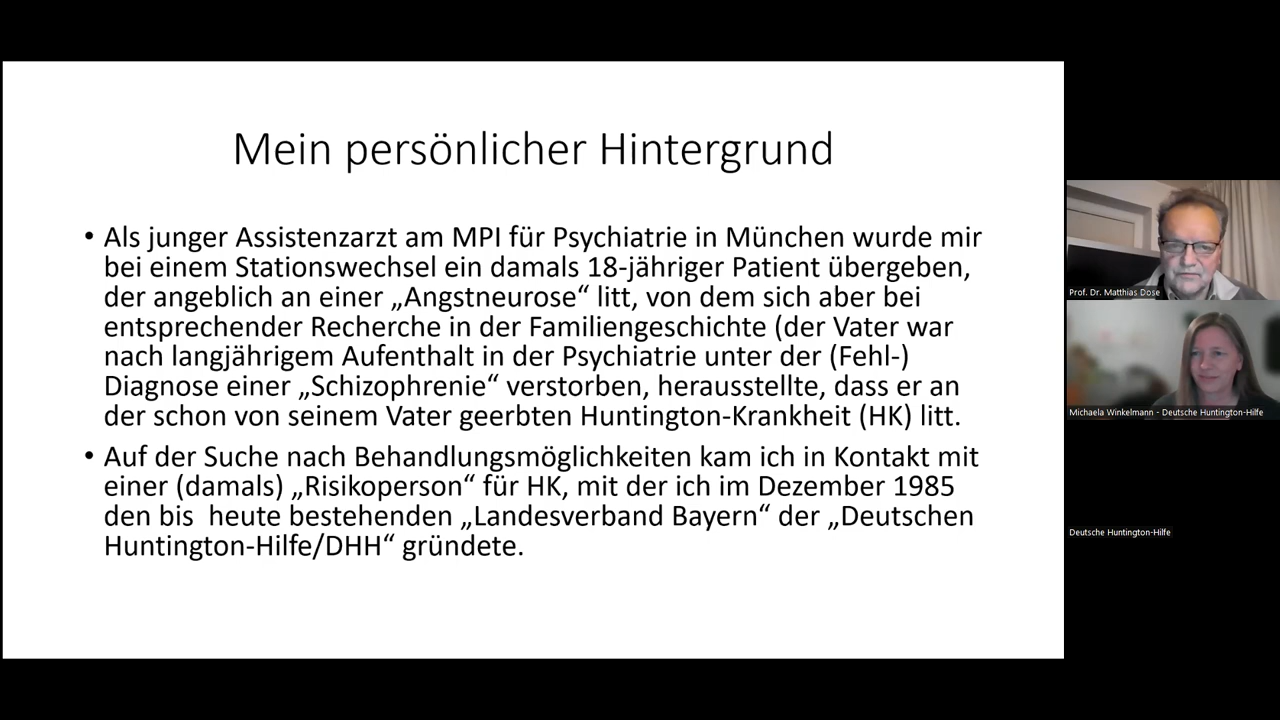 Mein persönlicher Hintergrund
• Als junger Assistenzarzt am MPI für Psychiatrie in München wurde mir
bei einem Stationswechsel ein damals 18-jähriger Patient übergeben,
der angeblich an einer „Angstneurose“ litt, von dem sich aber bei
entsprechender Recherche in der Familiengeschichte (der Vater war
nach langjährigem Aufenthalt in der Psychiatrie unter der (Fehl-)
Diagnose einer „Schizophrenie“ verstorben, herausstellte, dass er an
der schon von seinem Vater geerbten Huntington-Krankheit (HK) litt.
• Auf der Suche nach Behandlungsmöglichkeiten kam ich in Kontakt mit
einer (damals) „Risikoperson“ für HK, mit der ich im Dezember 1985
den bis  heute bestehenden „Landesverband Bayern“ der „Deutschen
Huntington-Hilfe/DHH“ gründete.
Prof. Dr. Matthias Dose
Michaela Winkelmann - Deutsche Huntington-Hilfe
Deutsche Huntington-Hilfe